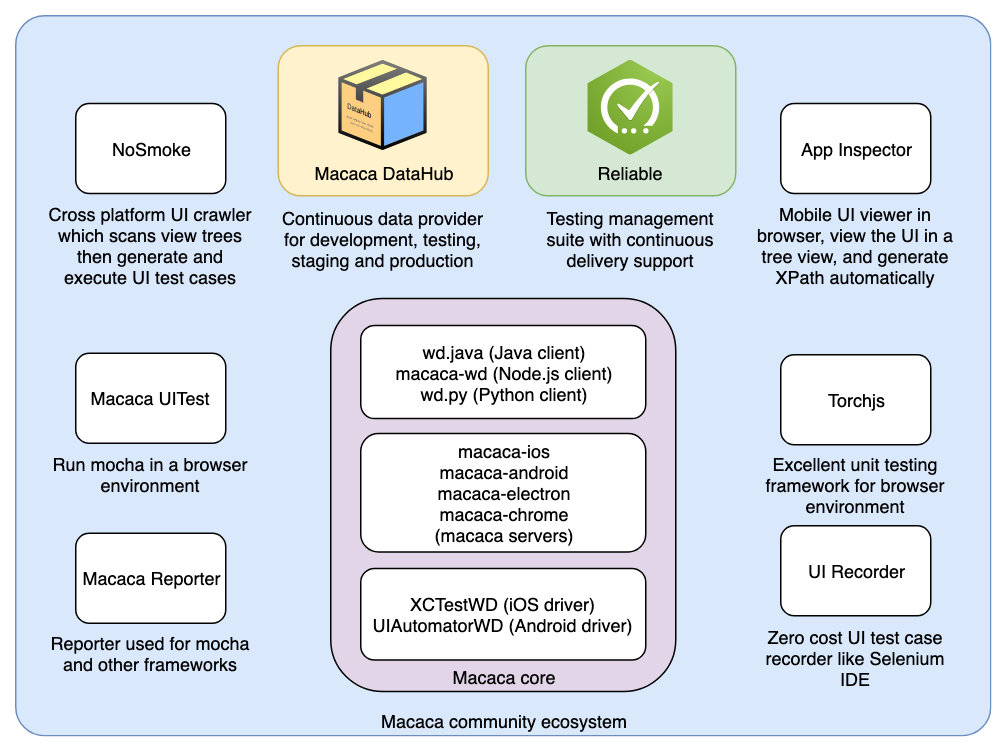 DataHub
Macaca DataHub
Continuous data provider
for development, testing,
staging and production
Reliable
Testing management
suite with continuous
delivery support
NoSmoke
Cross platform UI crawler
which scans view trees
then generate and
execute UI test cases
App Inspector
Mobile UI viewer in
browser, view the UI in a
tree view, and generate
XPath automatically
Macaca UITest
Run mocha in a browser
environment
Macaca Reporter
Reporter used for mocha
and other frameworks
wd.java (Java client)
macaca-wd (Node.js client)
wd.py (Python client)
macaca-ios
macaca-android
macaca-electron
macaca-chrome
(macaca servers)
XCTestWD (iOS driver)
UIAutomatorWD (Android driver)
Macaca core
Torchjs
Excellent unit testing
framework for browser
environment
UI Recorder
Zero cost UI test case
recorder like Selenium
IDE
Macaca community ecosystem